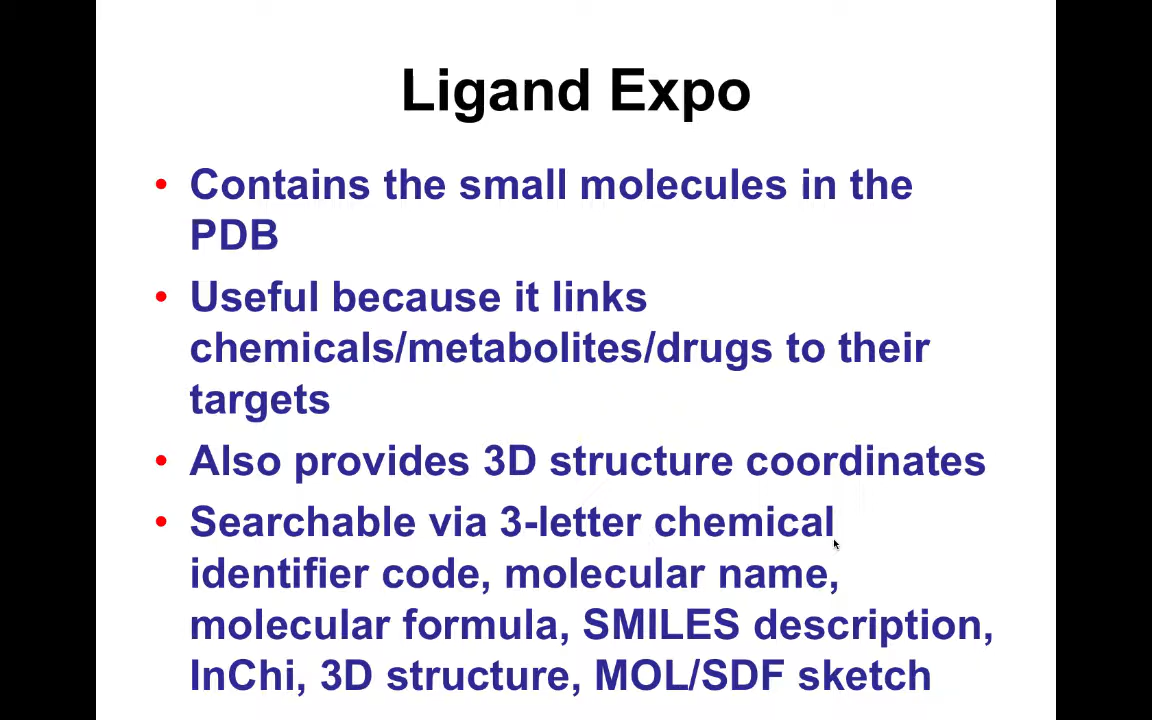 Ligand Expo
• Contains the small molecules in the
PDB
• Useful because it links
chemicals/metabolites/drugs to their
targets
• Also provides 3D structure coordinates
• Searchable via 3-letter chemical
identifier code, molecular name,
molecular formula, SMILES description,
InChi, 3D structure, MOL/SDF sketch